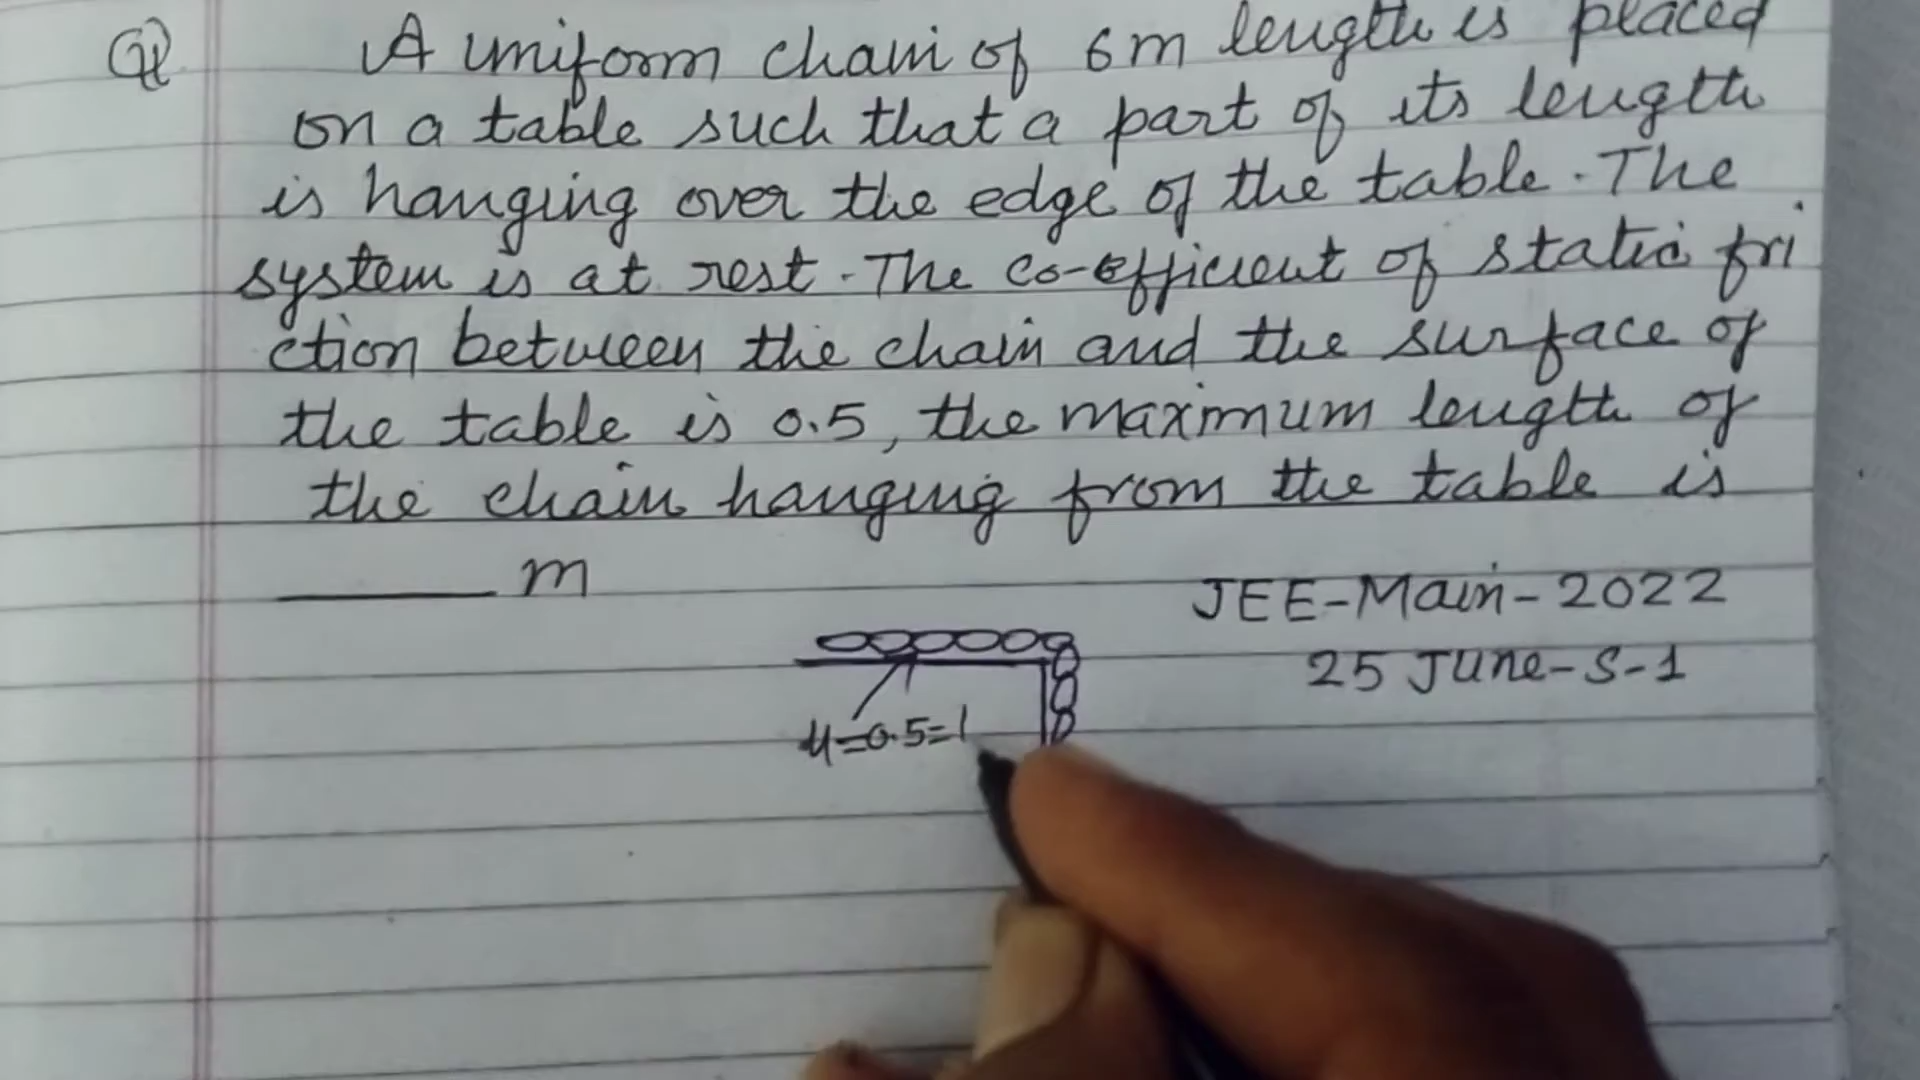 Q A uniform chain of 6m length is placed
on a table such that a part of its length
is hanging over the edge of the table. The
system is at rest. The co-efficient of static fri
ction between the chain and the surface of
the table is 0.5, the maximum length of
the chain hanging from the table is
______ m
JEE-Main-2022
25 June-S-1
μ=0.5=1